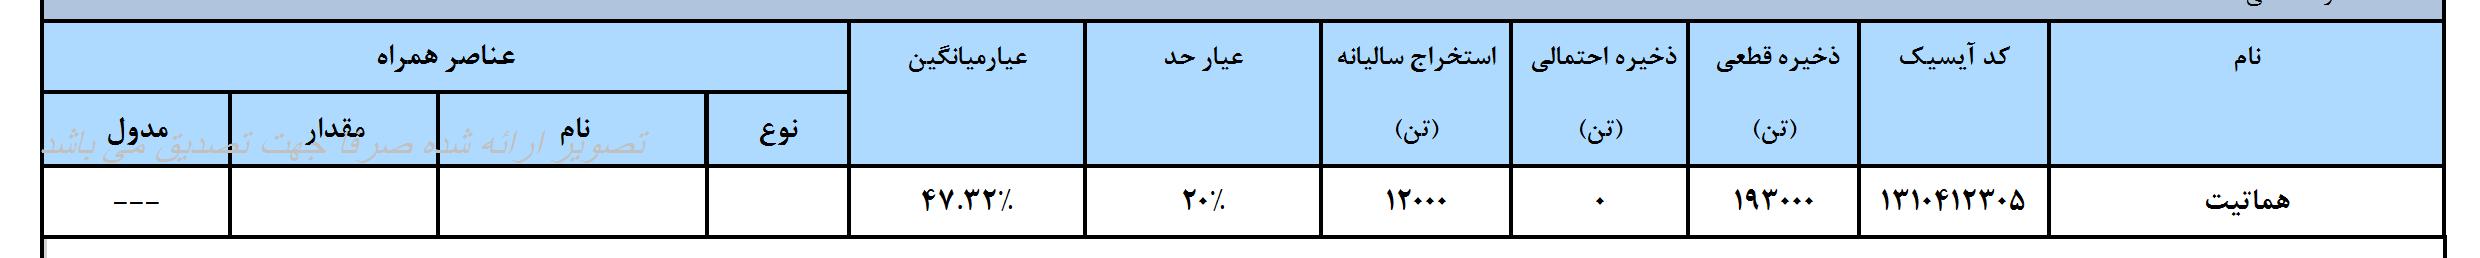 نام	کد آیسیک	ذخیره قطعی	ذخیره احتمالی	استخراج سالیانه	عیار حد	عیارمیانگین	عناصر همراه
(تن)	(تن)	(تن)	نوع	نام	مقدار	مدول
تصویر ارائه شده صرفا جهت تصدیق می باشد
هماتیت	۱۳۱۰۴۱۲۳۰۵	۱۹۳۰۰۰	۰	۱۲۰۰۰	۲۰٪	۴۷.۳۲٪	---